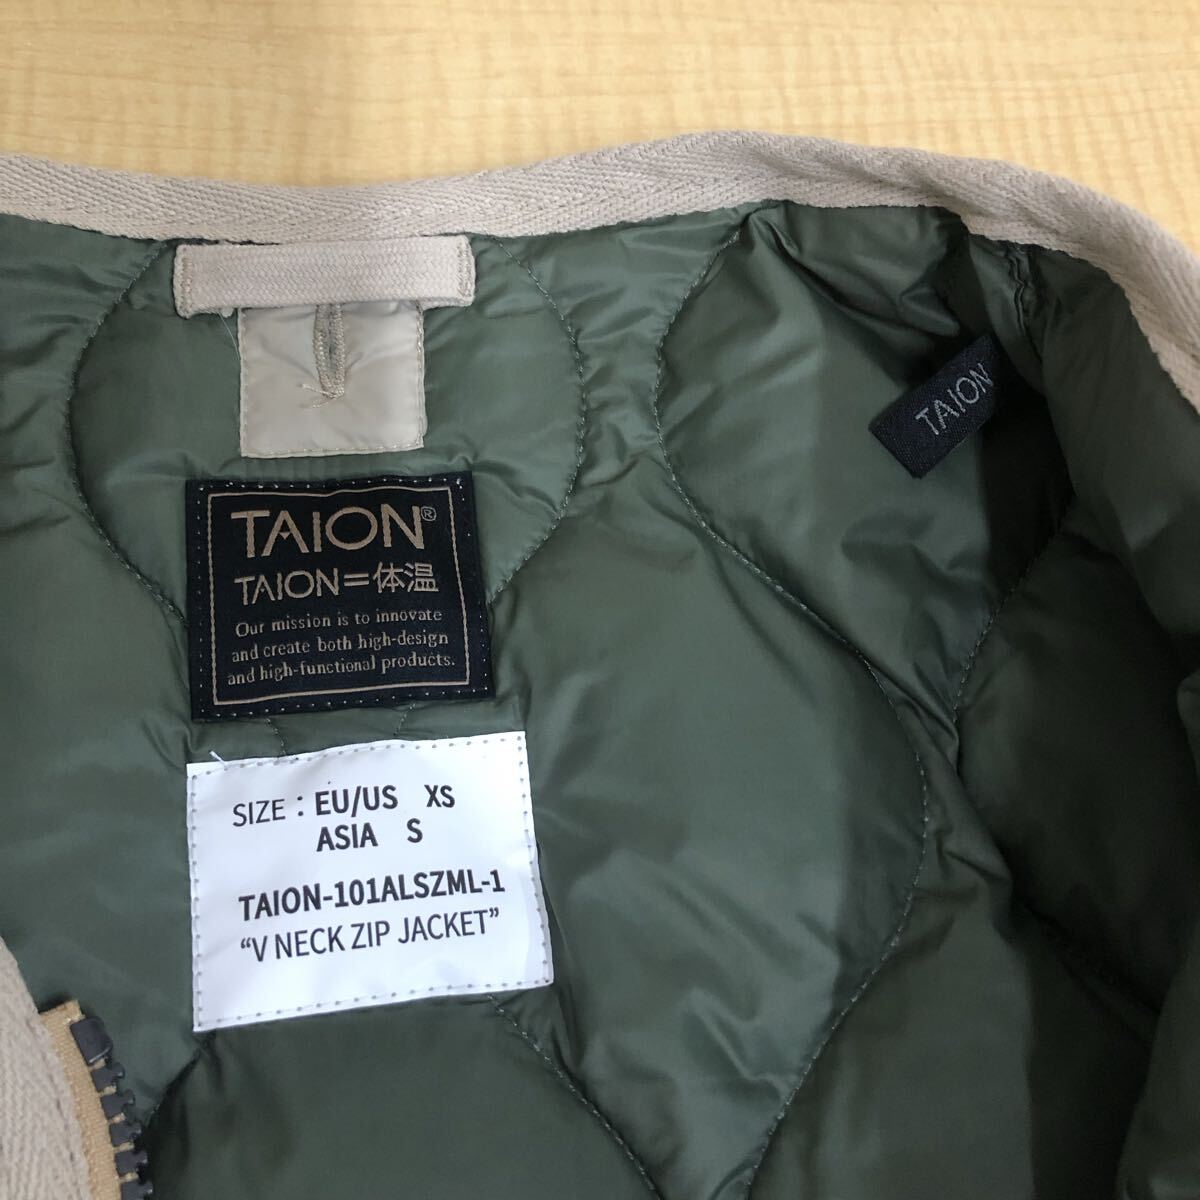 TAION®
TAION=体温
Our mission is to innovate
and create both high-design
and high-functional products.
SIZE : EU/US XS
ASIA S
TAION-101ALSZML-1
“V NECK ZIP JACKET”
TAION